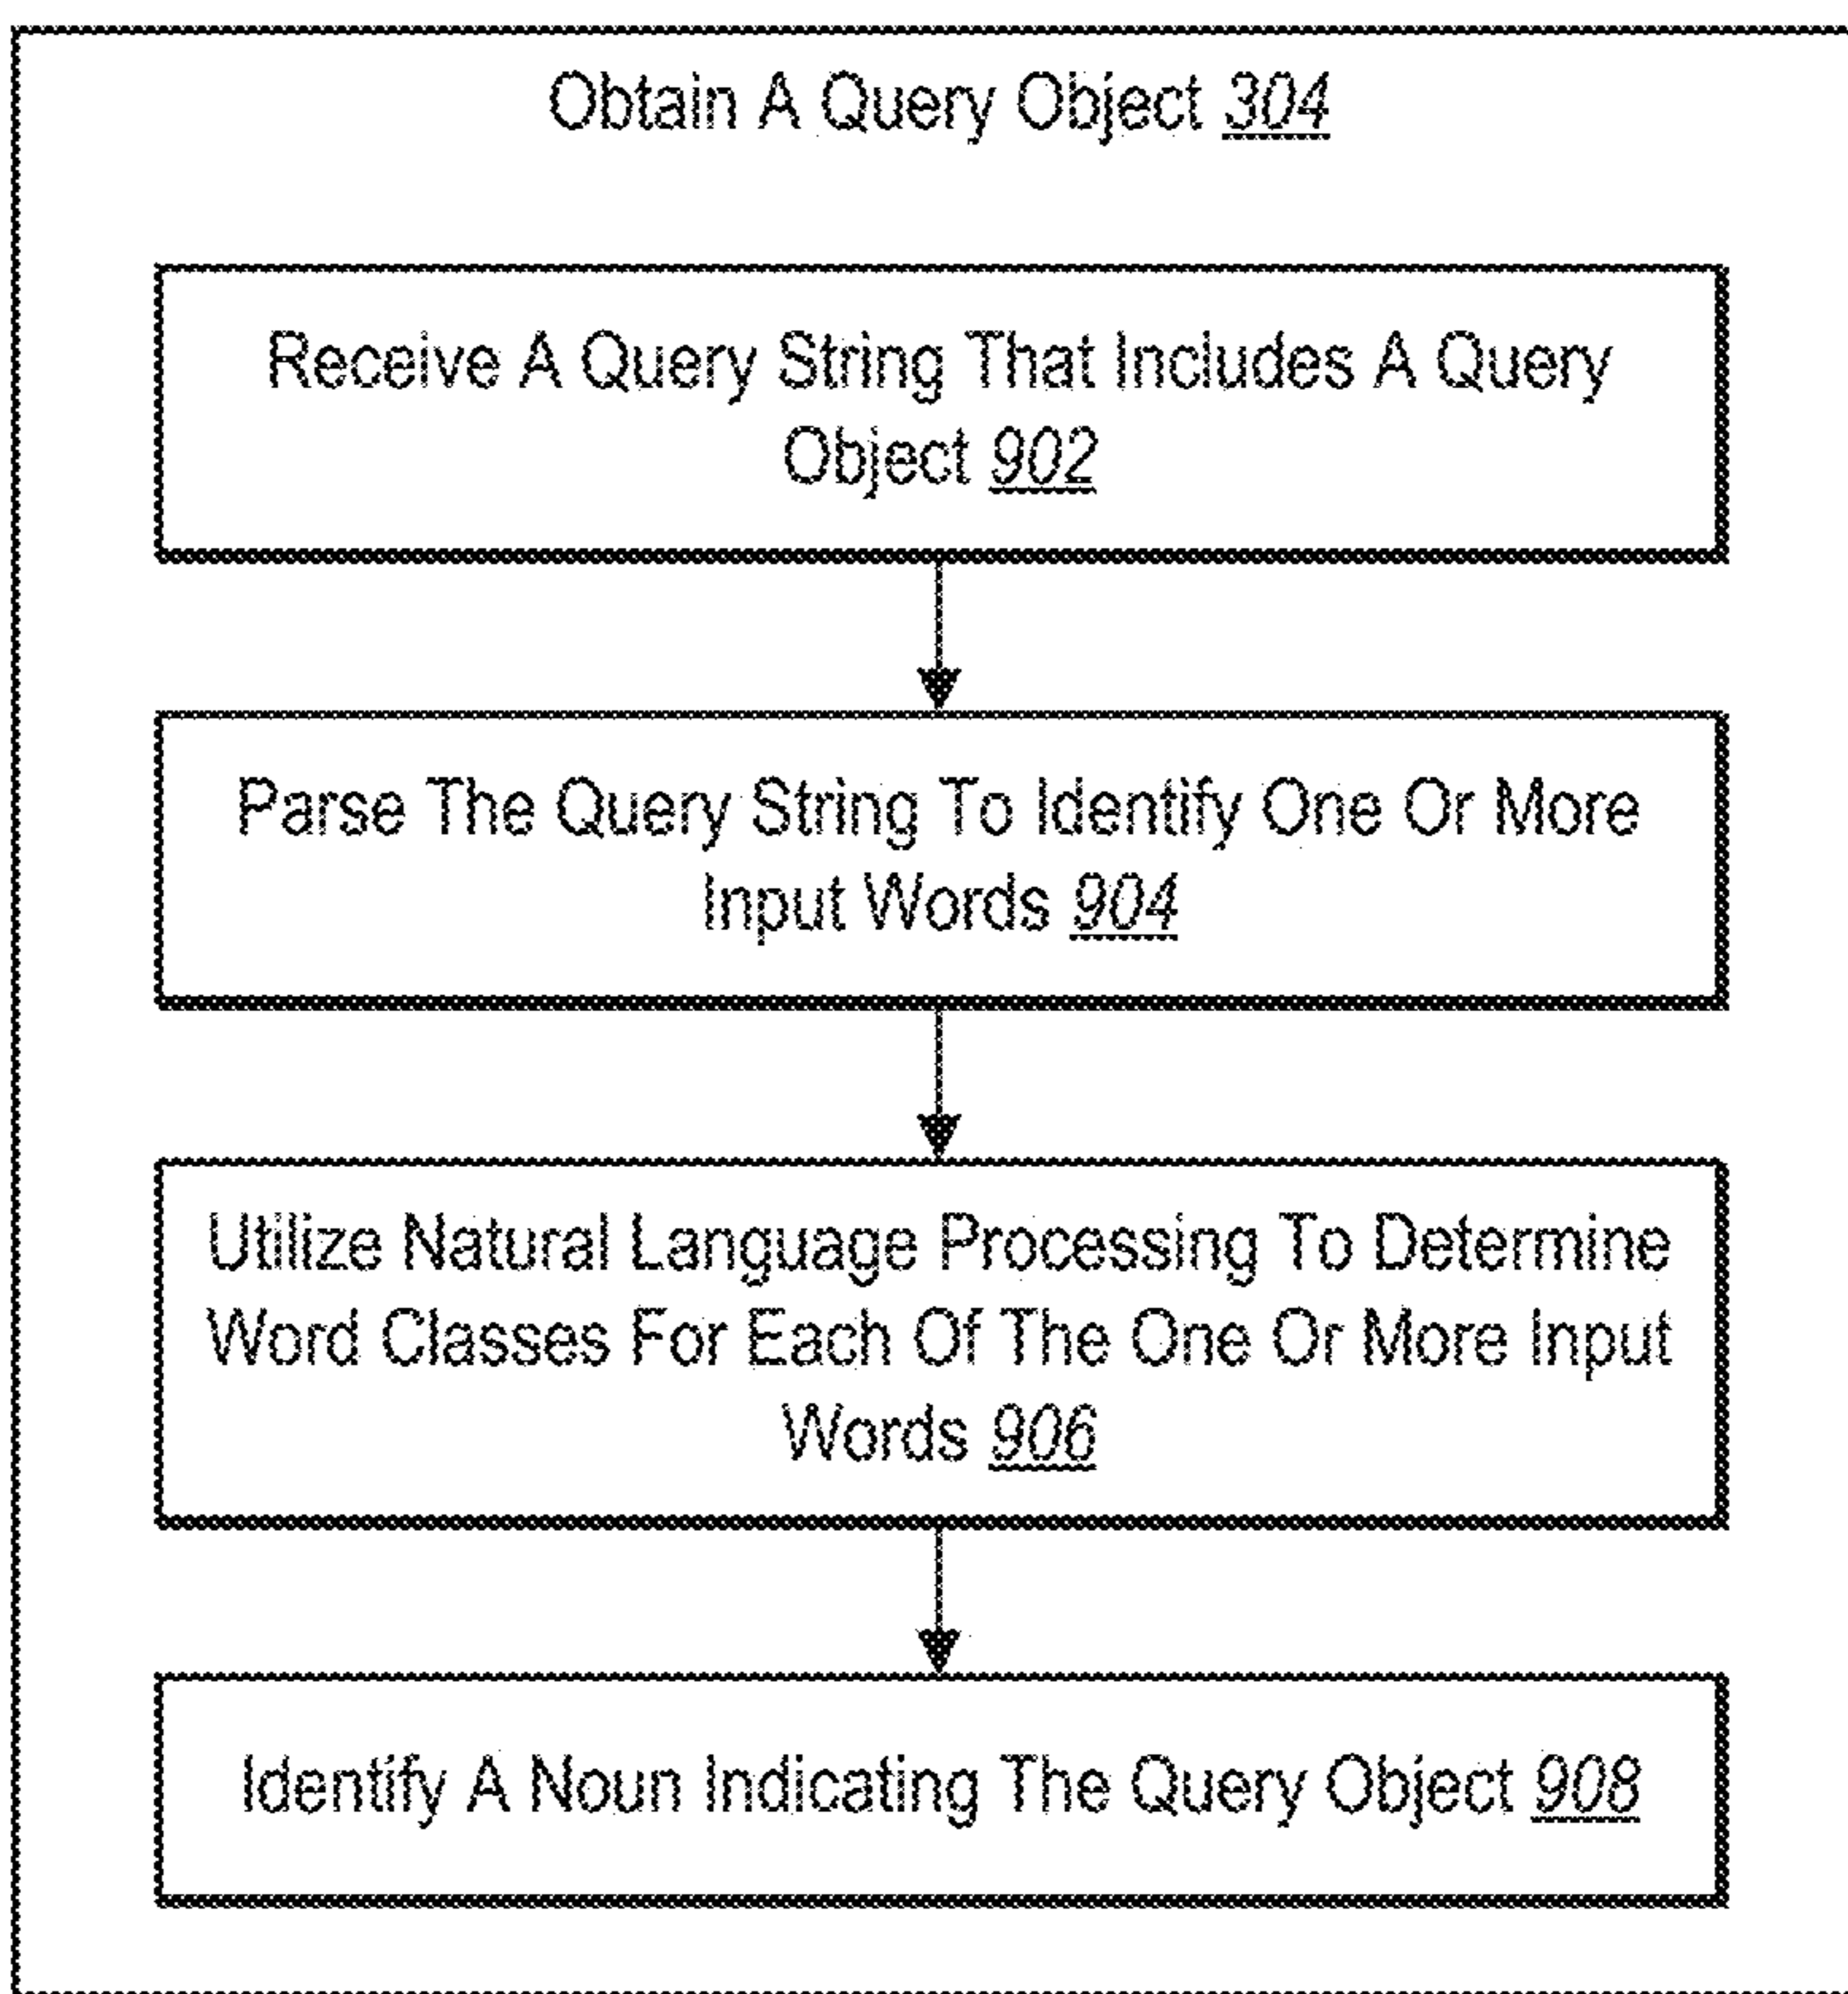 Obtain A Query Object 304
Receive A Query String That Includes A Query
Object 902
Parse The Query String To Identify One Or More
Input Words 904
Utilize Natural Language Processing To Determine
Word Classes For Each Of The One Or More Input
Words 906
Identify A Noun Indicating The Query Object 908